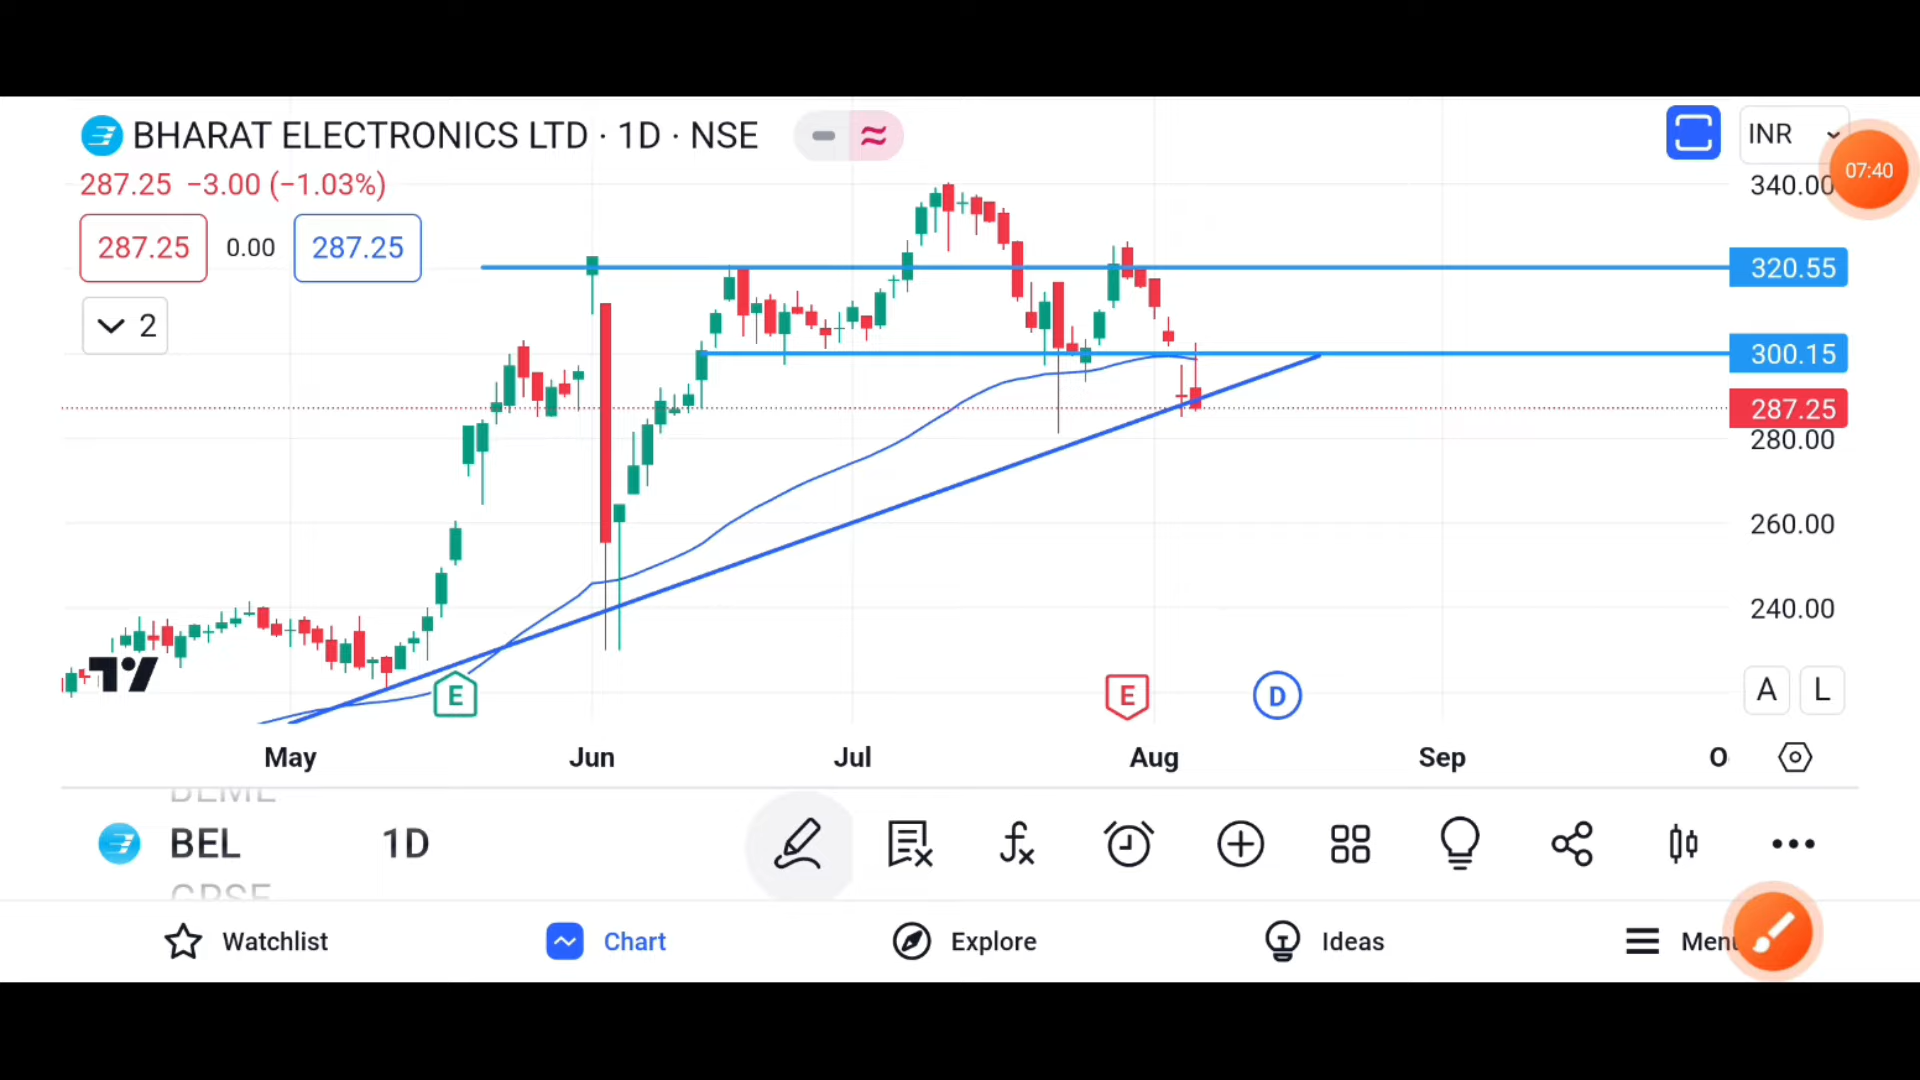 BHARAT ELECTRONICS LTD · 1D · NSE
INR
07:40
287.25 −3.00 (−1.03%)
340.00
287.25 0.00 287.25
320.55
2
300.15
287.25
280.00
260.00
240.00
E E D
A L
May Jun Jul Aug Sep O
BEL 1D
Watchlist Chart Explore Ideas Menu